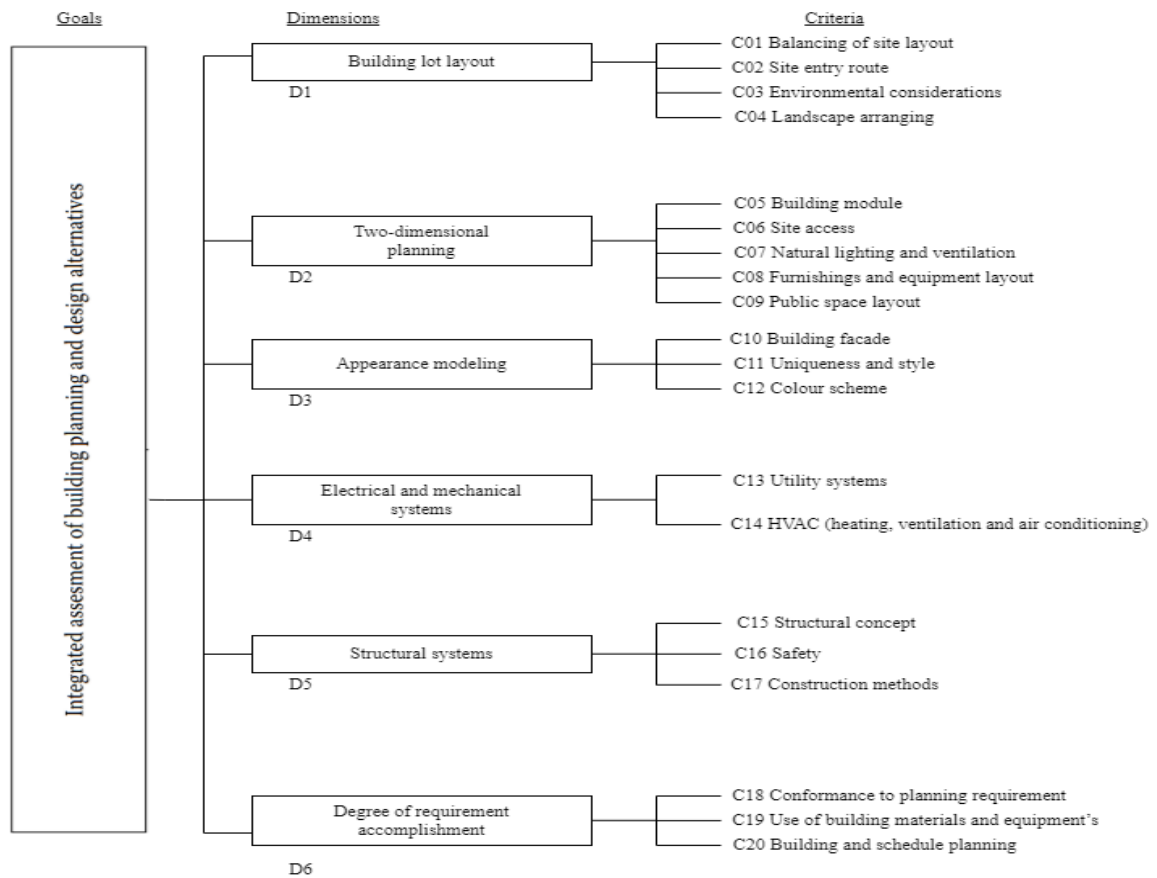 Goals
Dimensions
Criteria
Integrated assesment of building planning and design alternatives
Building lot layout
D1
C01 Balancing of site layout
C02 Site entry route
C03 Environmental considerations
C04 Landscape arranging
Two-dimensional
planning
D2
C05 Building module
C06 Site access
C07 Natural lighting and ventilation
C08 Furnishings and equipment layout
C09 Public space layout
Appearance modeling
D3
C10 Building facade
C11 Uniqueness and style
C12 Colour scheme
Electrical and mechanical
systems
D4
C13 Utility systems
C14 HVAC (heating, ventilation and air conditioning)
Structural systems
D5
C15 Structural concept
C16 Safety
C17 Construction methods
Degree of requirement
accomplishment
D6
C18 Conformance to planning requirement
C19 Use of building materials and equipment's
C20 Building and schedule planning